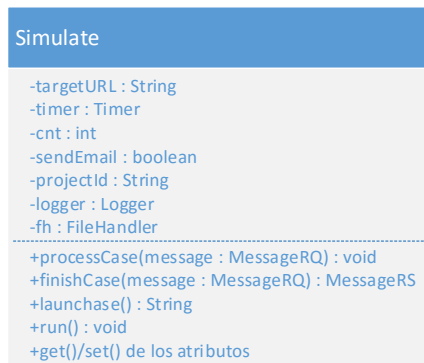 Simulate
-targetURL : String
-timer : Timer
-cnt : int
-sendEmail : boolean
-projectId : String
-logger : Logger
-fh : FileHandler
+processCase(message : MessageRQ) : void
+finishCase(message : MessageRQ) : MessageRS
+launchase() : String
+run() : void
+get()/set() de los atributos